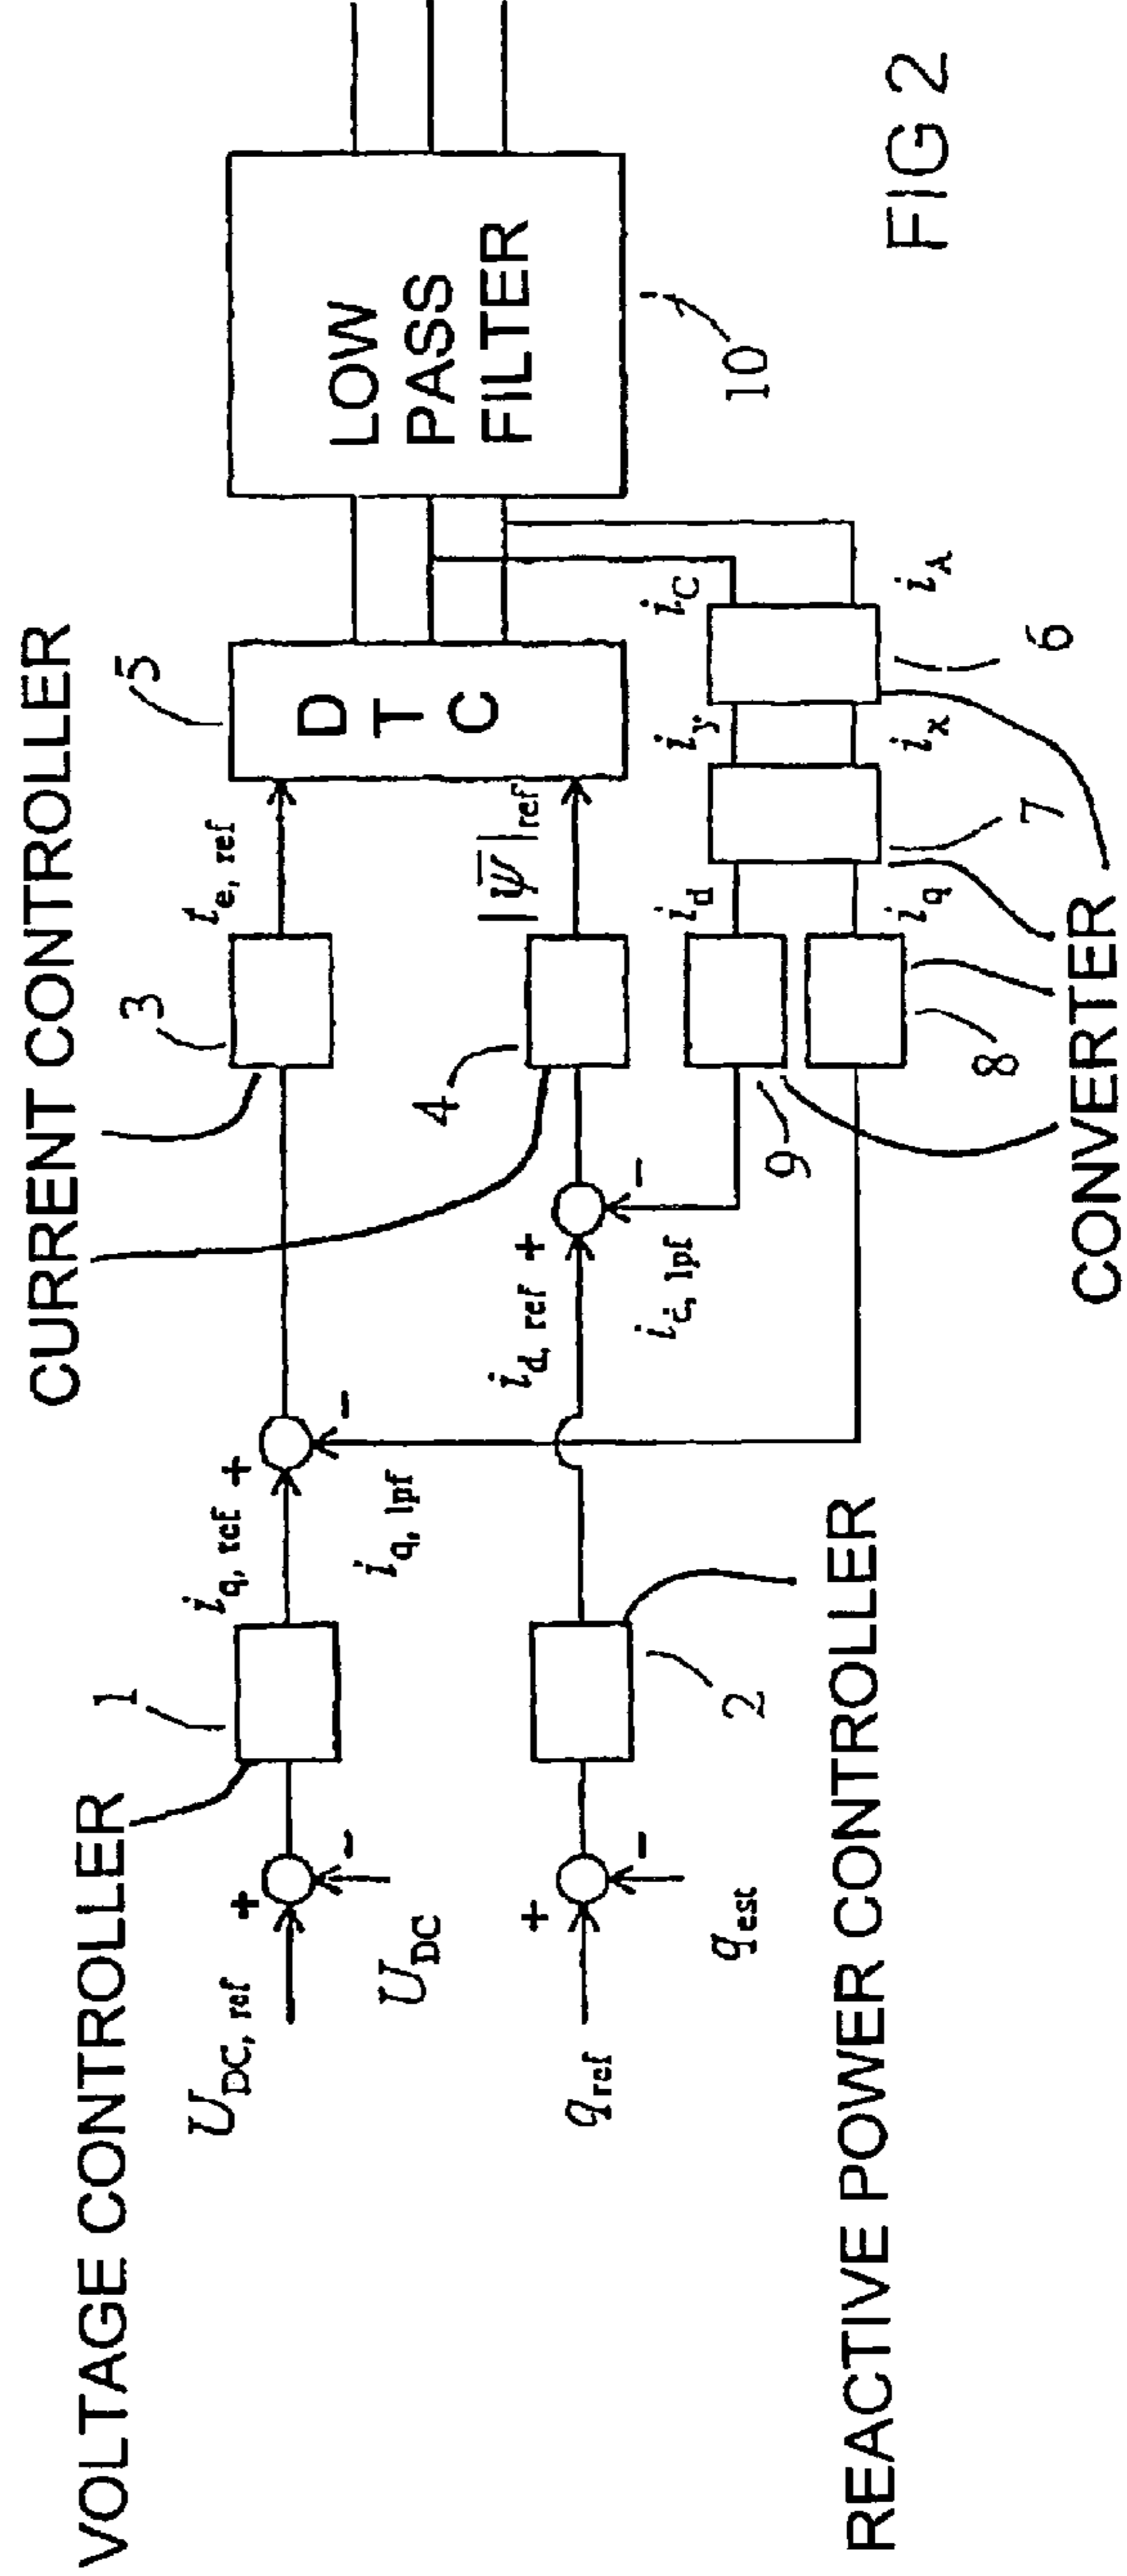 CURRENT CONTROLLER
VOLTAGE CONTROLLER
1
3
5
U_DC, ref
+
−
U_DC
i_q, ref
+
−
i_q, lpf
t_e, ref
D
T
C
LOW
PASS
FILTER
q_ref
+
−
q_est
2
i_d, ref
+
−
i_d, lpf
4
|ψ̅|_ref
10
9
i_d
i_y
i_C
8
i_q
7
i_x
6
i_A
REACTIVE POWER CONTROLLER
CONVERTER
FIG 2